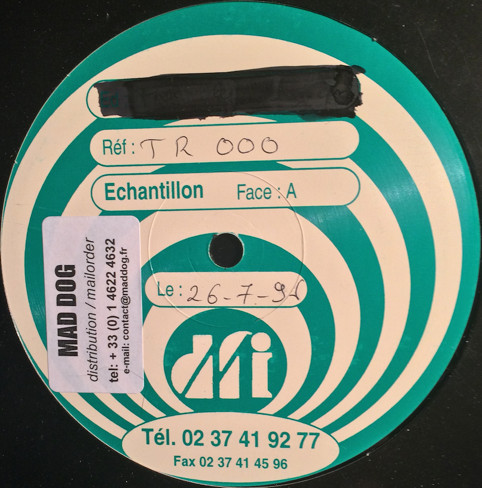 Réf : TR 000
Echantillon Face : A
Le : 26-7-96
MAD DOG
distribution / mailorder
tel: + 33 (0) 1 4622 4632
e-mail: contact@maddog.fr
dfi
Tél. 02 37 41 92 77
Fax 02 37 41 45 96